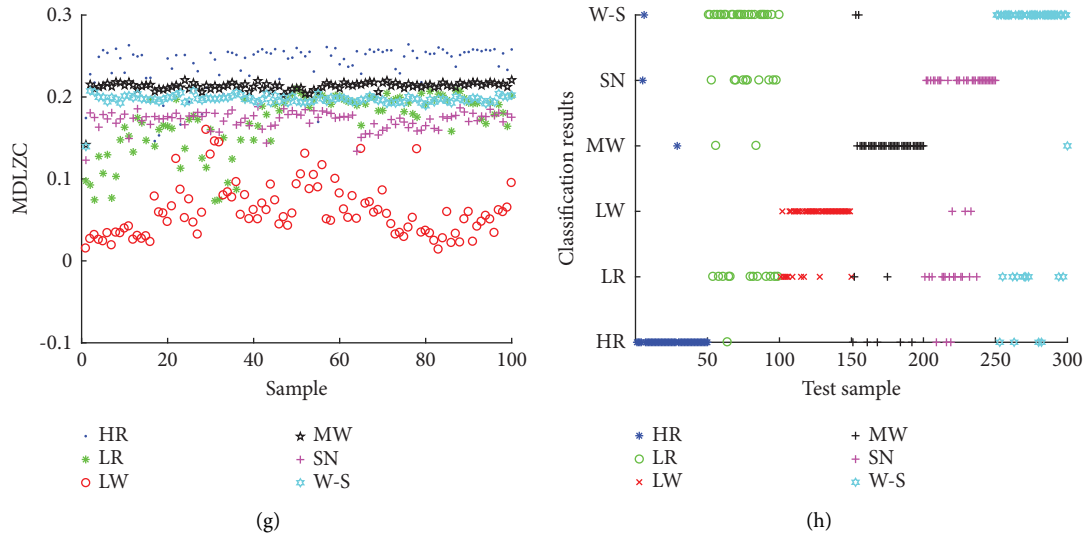 0.3
0.2
0.1
0
-0.1
MDLZC
1
20
40
60
80
100
Sample
HR
LR
LW
MW
SN
W-S
(g)
W-S
SN
MW
LW
LR
HR
Classification results
50
100
150
200
250
300
Test sample
HR
LR
LW
MW
SN
W-S
(h)